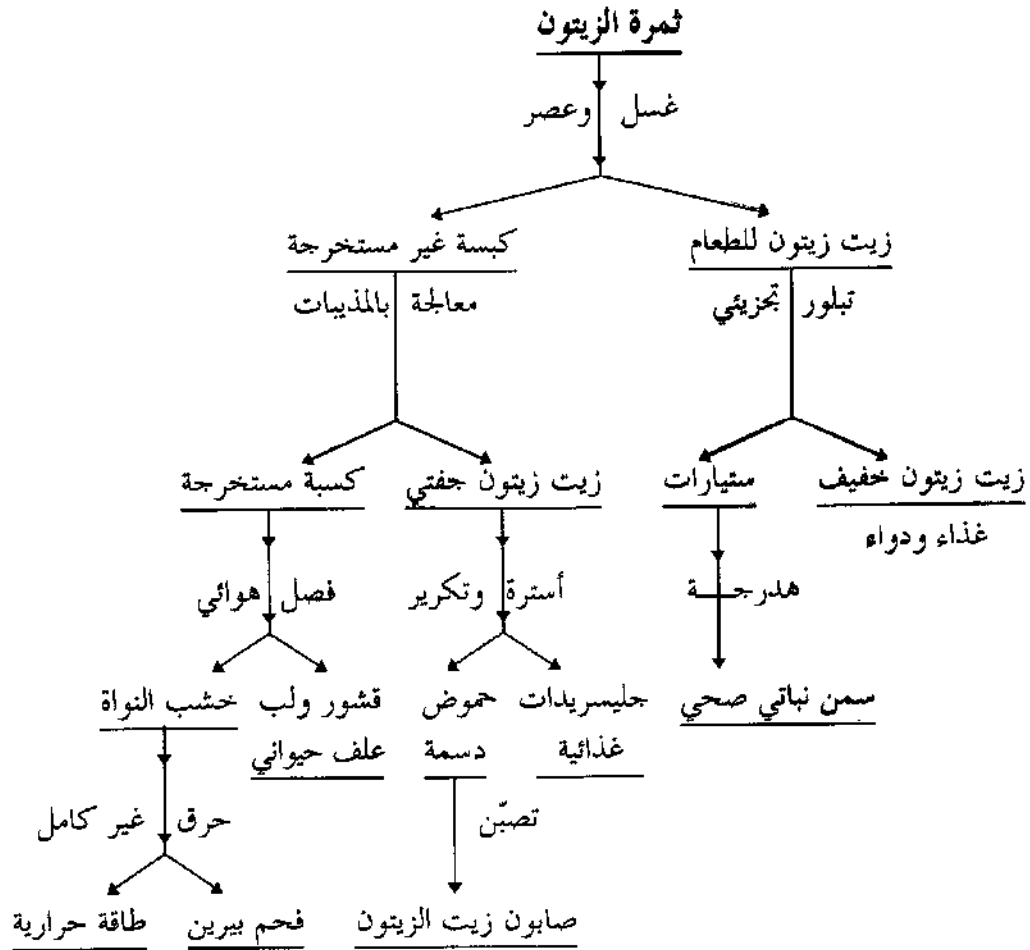 ثمرة الزيتون
غسل وعصر
زيت زيتون للطعام كبسة غير مستخرجة
تبلور تجزيئي معالجة بالمذيبات
زيت زيتون خفيف ستيارات زيت زيتون جفتي كسبة مستخرجة
غذاء ودواء
هدرجة أسترة وتكرير فصل هوائي
سمن نباتي صحي جليسريدات حموض قشور ولب خشب النواة
غذائية دسمة علف حيواني
تصبّن حرق غير كامل
صابون زيت الزيتون فحم بيرين طاقة حرارية